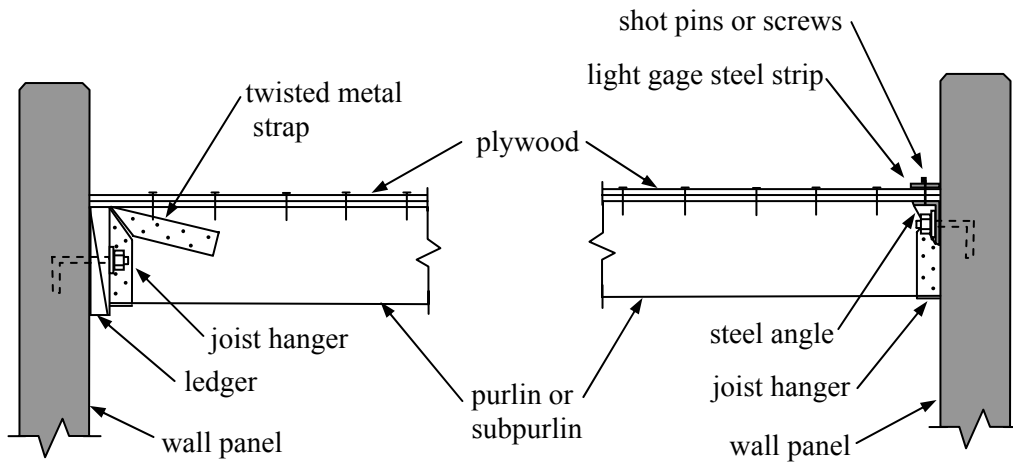 shot pins or screws
light gage steel strip
twisted metal
strap
plywood
joist hanger
ledger
wall panel
purlin or
subpurlin
steel angle
joist hanger
wall panel